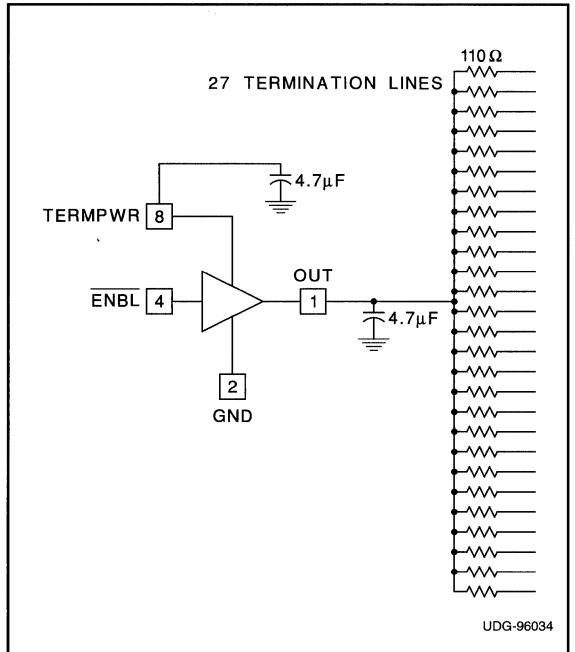 110Ω
27 TERMINATION LINES
4.7µF
TERMPWR 8
ENBL 4
OUT
1
4.7µF
2
GND
UDG-96034